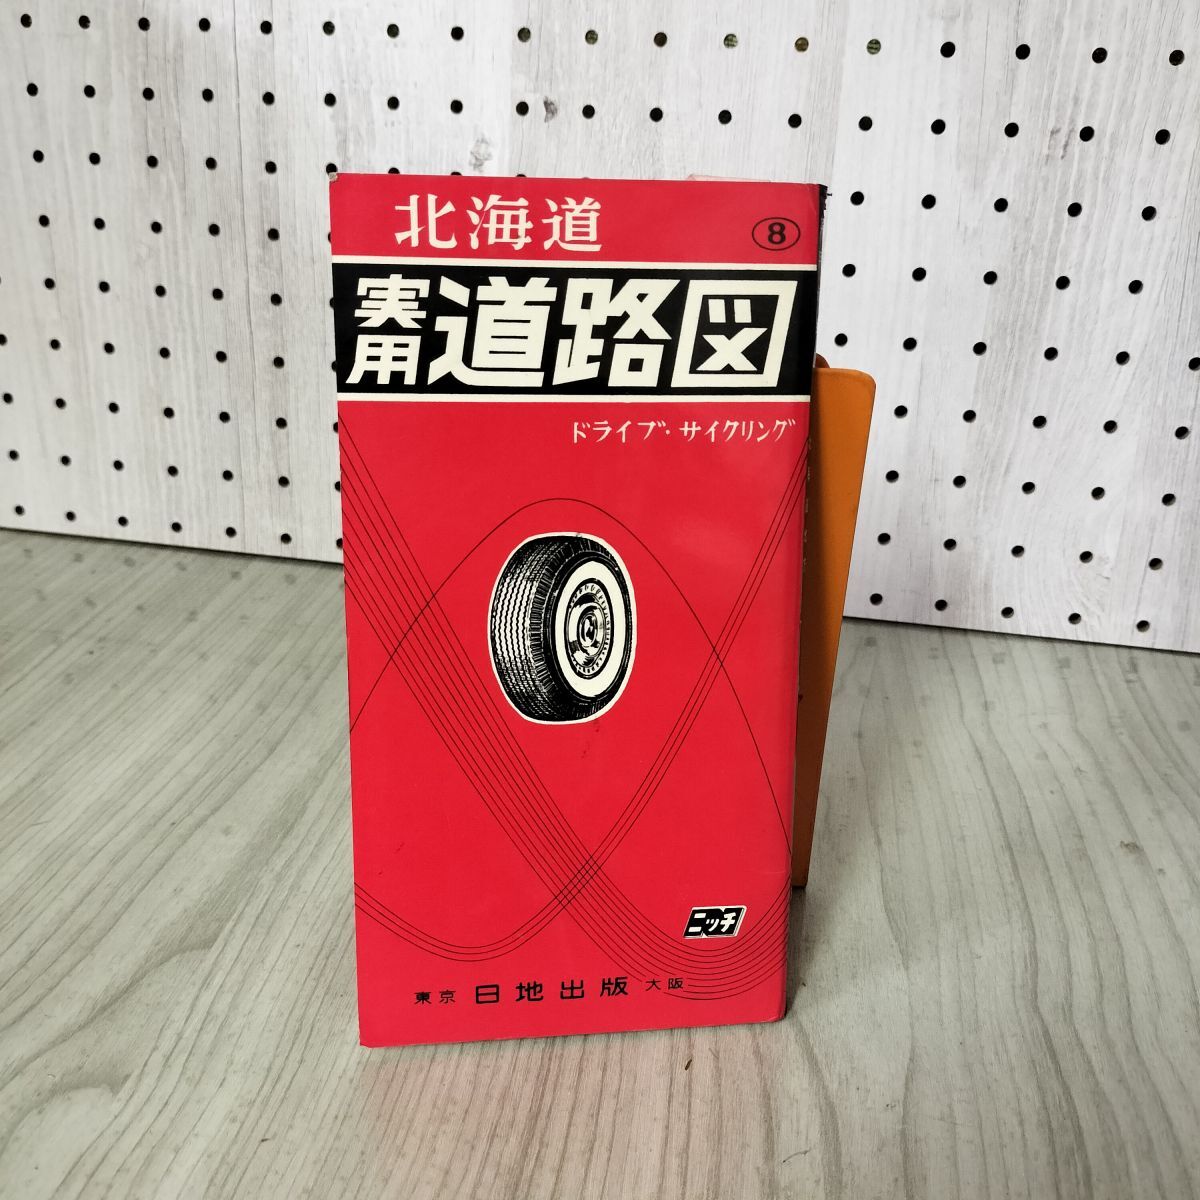 北海道
8
実用 道路図
ドライブ・サイクリング
ニッチ
東京 日地出版 大阪